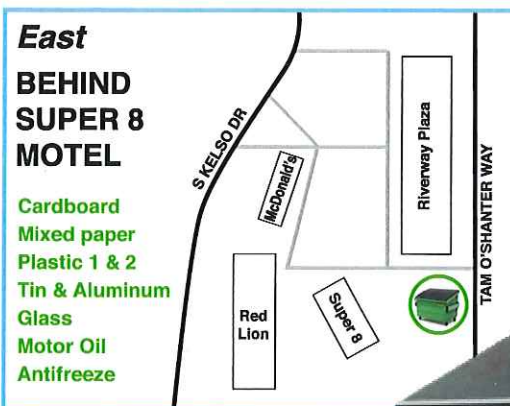 East
BEHIND
SUPER 8
MOTEL
Cardboard
Mixed paper
Plastic 1 & 2
Tin & Aluminum
Glass
Motor Oil
Antifreeze
S KELSO DR
McDonald's
Riverway Plaza
TAM O'SHANTER WAY
Red
Lion
Super 8